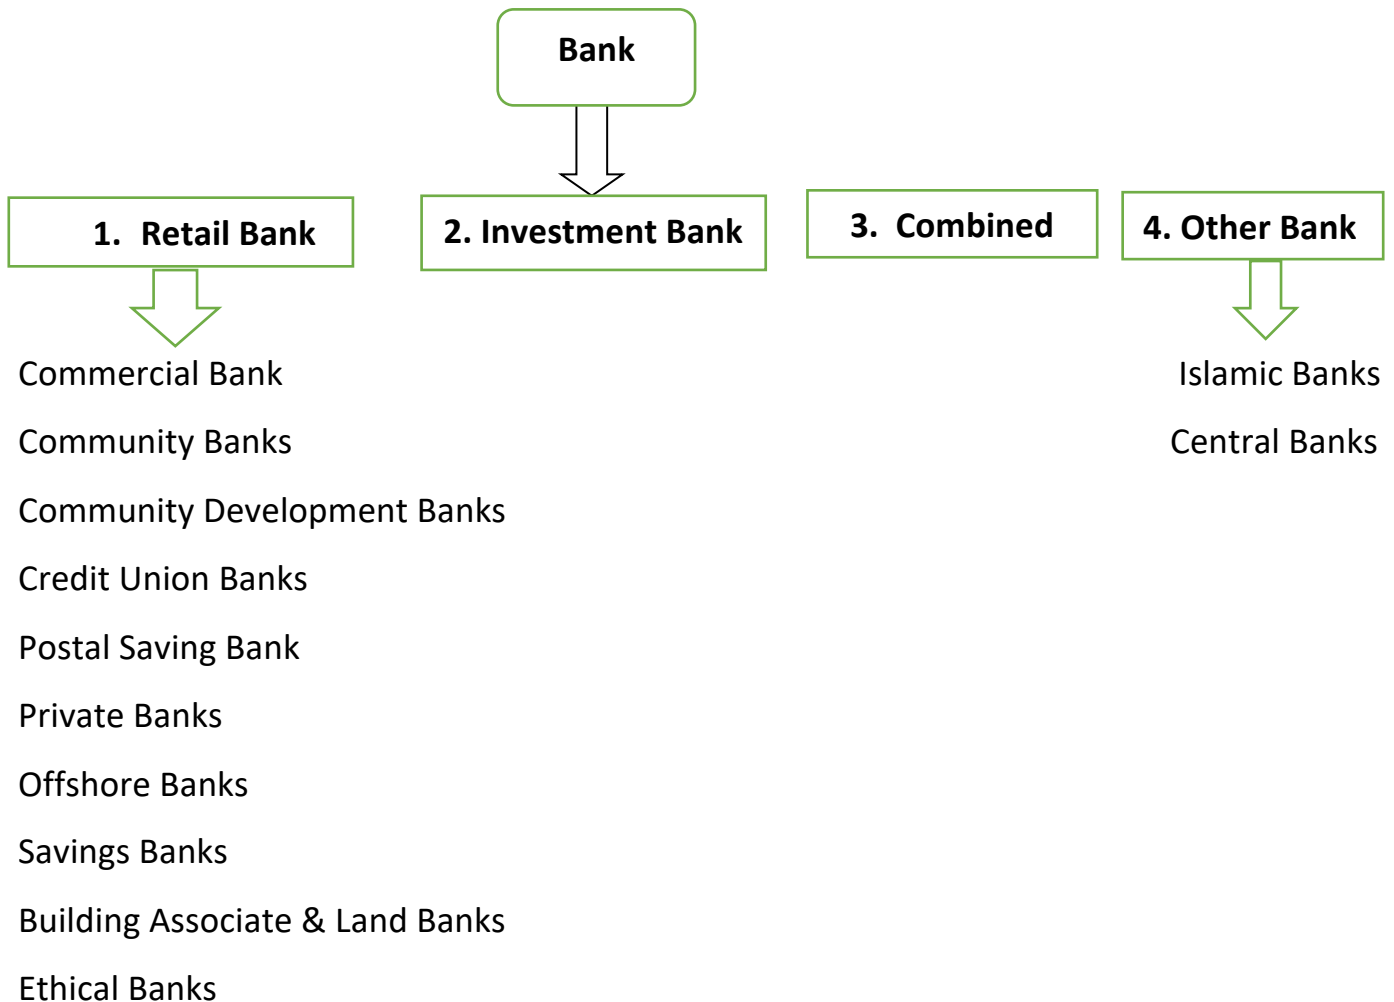 Bank
1. Retail Bank
2. Investment Bank
3. Combined
4. Other Bank
Commercial Bank
Community Banks
Community Development Banks
Credit Union Banks
Postal Saving Bank
Private Banks
Offshore Banks
Savings Banks
Building Associate & Land Banks
Ethical Banks
Islamic Banks
Central Banks